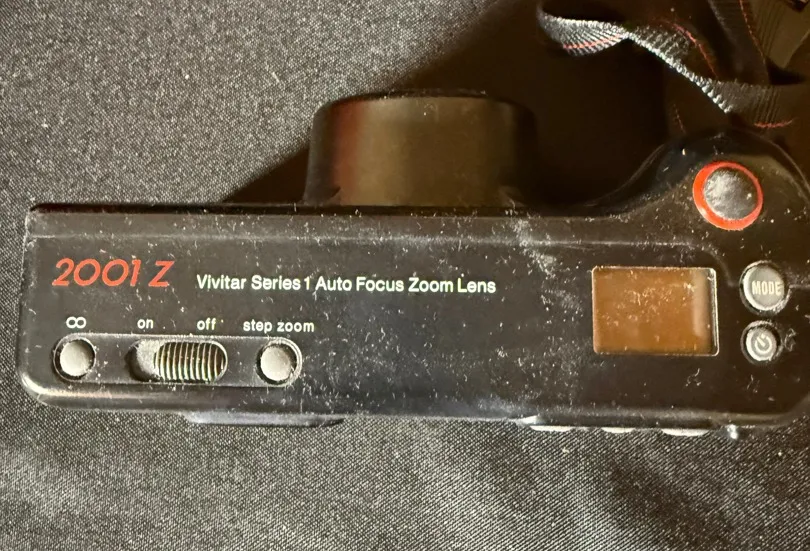 2001 Z Vivitar Series 1 Auto Focus Zoom Lens
∞ on off step zoom
MODE